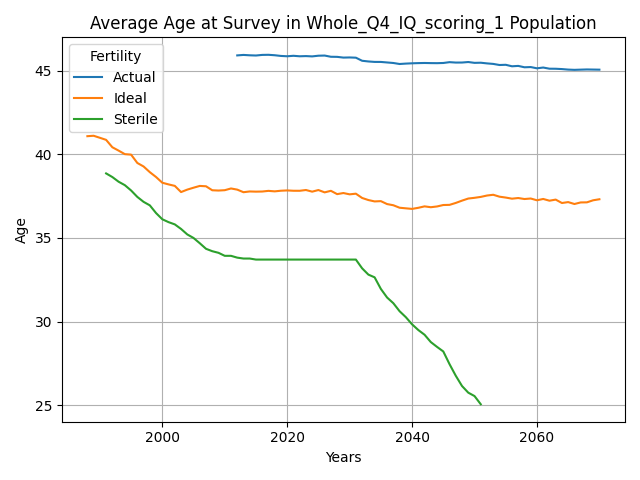 Average Age at Survey in Whole_Q4_IQ_scoring_1 Population
Fertility
Actual
Ideal
Sterile
45
40
35
30
25
Age
2000
2020
2040
2060
Years